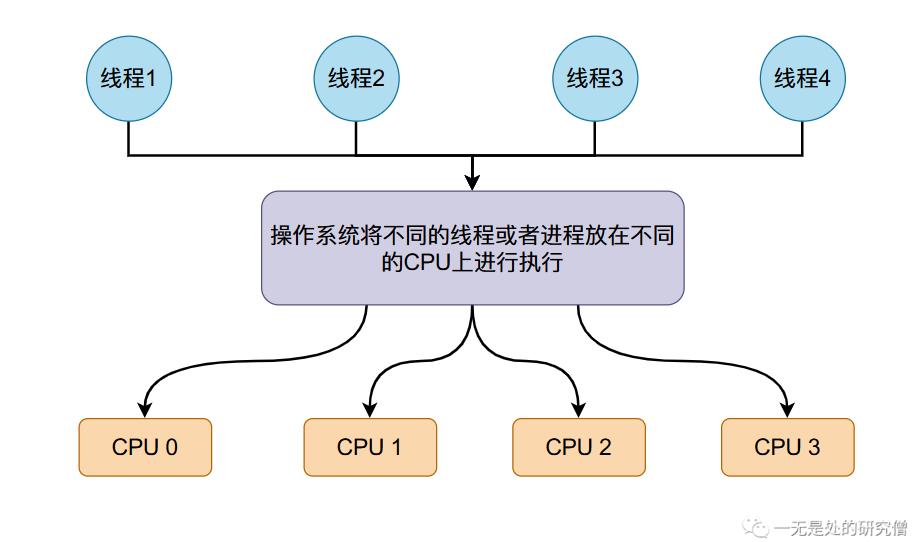 线程1
线程2
线程3
线程4
操作系统将不同的线程或者进程放在不同
的CPU上进行执行
CPU 0
CPU 1
CPU 2
CPU 3
一无是处的研究僧